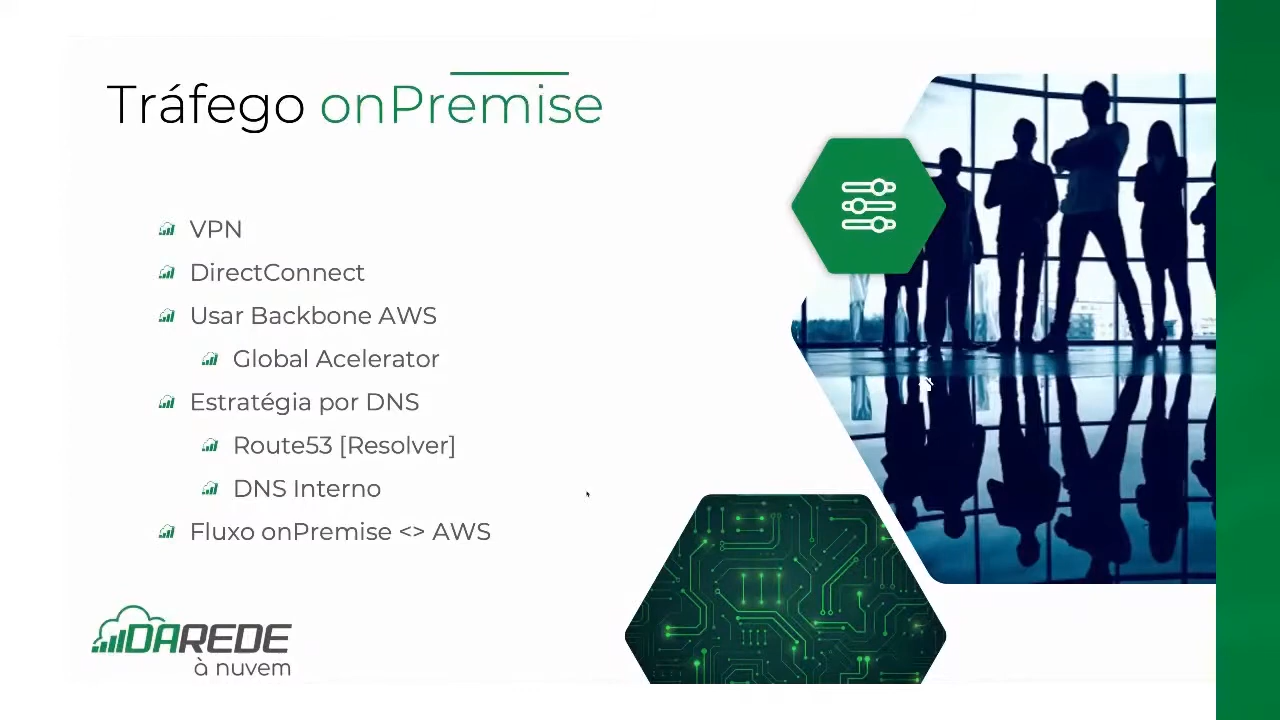 Tráfego onPremise
VPN
DirectConnect
Usar Backbone AWS
Global Acelerator
Estratégia por DNS
Route53 [Resolver]
DNS Interno
Fluxo onPremise <> AWS
DAREDE
à nuvem